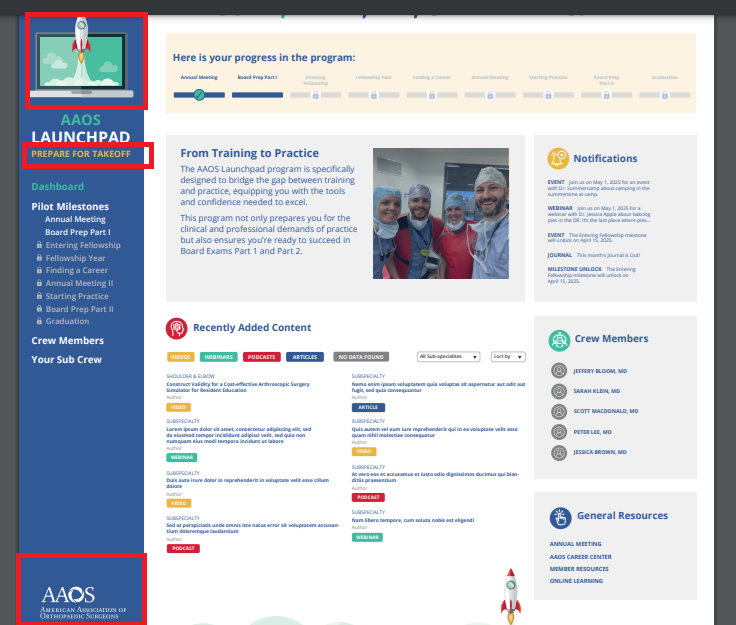 AAOS
LAUNCHPAD
PREPARE FOR TAKEOFF
Dashboard
Pilot Milestones
Annual Meeting
Board Prep Part I
Entering Fellowship
Fellowship Year
Finding a Career
Annual Meeting II
Starting Practice
Board Prep Part II
Graduation
Crew Members
Your Sub Crew
AAOS
American Association of
Orthopaedic Surgeons
Here is your progress in the program:
Annual Meeting
Board Prep Part I
Entering
Fellowship
Fellowship Year
Finding a Career
Annual Meeting
Starting Practice
Board Prep
Part II
Graduation
From Training to Practice
The AAOS Launchpad program is specifically
designed to bridge the gap between training
and practice, equipping you with the tools
and confidence needed to excel.
This program not only prepares you for the
clinical and professional demands of practice
but also ensures you're ready to succeed in
Board Exams Part 1 and Part 2.
Notifications
EVENT Join us on May 1, 2025 for an event
with Dr. Summercamp about camping in the
summertime at camp.
WEBINAR Join us on May 1, 2025 for a
webinar with Dr. Jessica Apple about baking
pies in the OR. It's the last place where pies...
EVENT The Entering Fellowship milestone
will unlock on April 15, 2025.
JOURNAL This month's Journal is Out!
MILESTONE UNLOCK The Entering
Fellowship milestone will unlock on
April 15, 2025.
Recently Added Content
VIDEOS
WEBINARS
PODCASTS
ARTICLES
NO DATA FOUND
All Sub-specialites
Sort by
SHOULDER & ELBOW
Construct Validity for a Cost-effective Arthroscopic Surgery
Simulator for Resident Education
Author
VIDEO
SUBSPECIALTY
Lorem ipsum dolor sit amet, consectetur adipiscing elit, sed
do eiusmod tempor incididunt adipisci velit, sed quia non
numquam eius modi tempora incidunt ut labore
WEBINAR
SUBSPECIALTY
Duis aute irure dolor in reprehenderit in voluptate velit esse cillum
dolore
Author
VIDEO
SUBSPECIALTY
Sed ut perspiciatis unde omnis iste natus error sit voluptatem accusan-
tium doloremque laudantium
Author
PODCAST
SUBSPECIALTY
Nemo enim ipsam voluptatem quia voluptas sit aspernatur aut odit aut
fugit, sed quia consequuntur
Author
ARTICLE
SUBSPECIALTY
Quis autem vel eum iure reprehenderit qui in ea voluptate velit esse
quam nihil molestiae consequatur
Author
VIDEO
SUBSPECIALTY
At vero eos et accusamus et iusto odio dignissimos ducimus qui blan-
ditiis praesentium
Author
PODCAST
SUBSPECIALTY
Nam libero tempore, cum soluta nobis est eligendi
Author
WEBINAR
Crew Members
JEFFERY BLOOM, MD
SARAH KLEIN, MD
SCOTT MACDONALD, MD
PETER LEE, MD
JESSICA BROWN, MD
General Resources
ANNUAL MEETING
AAOS CAREER CENTER
MEMBER RESOURCES
ONLINE LEARNING